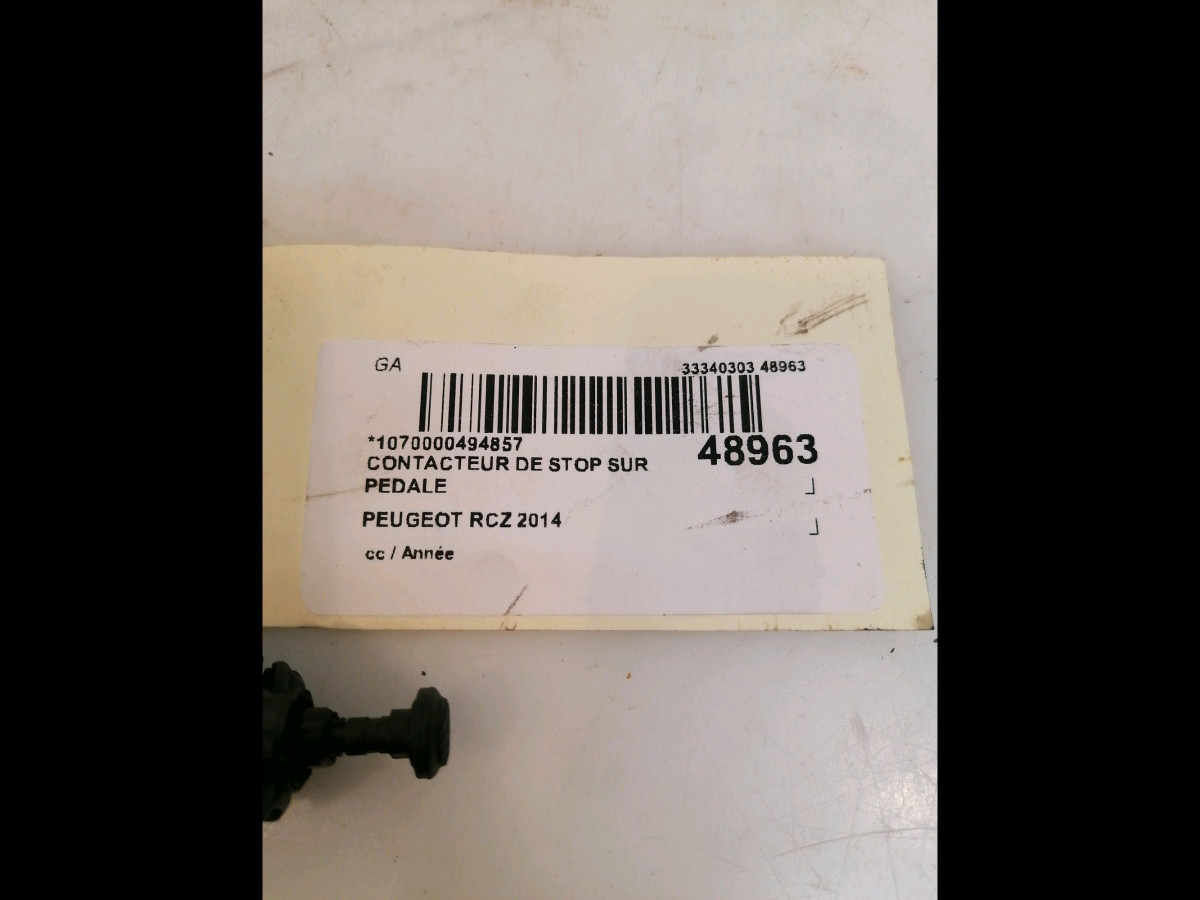 GA
33340303 48963
*1070000494857
48963
CONTACTEUR DE STOP SUR
PEDALE
PEUGEOT RCZ 2014
cc / Année